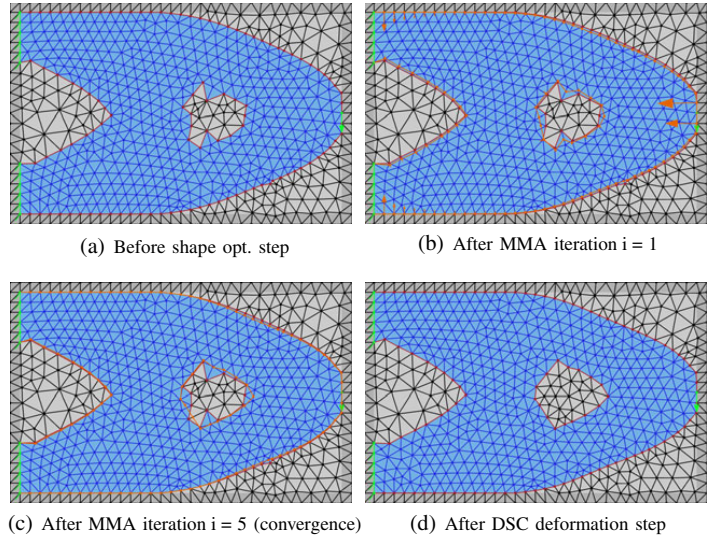 (a) Before shape opt. step
(b) After MMA iteration i = 1
(c) After MMA iteration i = 5 (convergence)
(d) After DSC deformation step